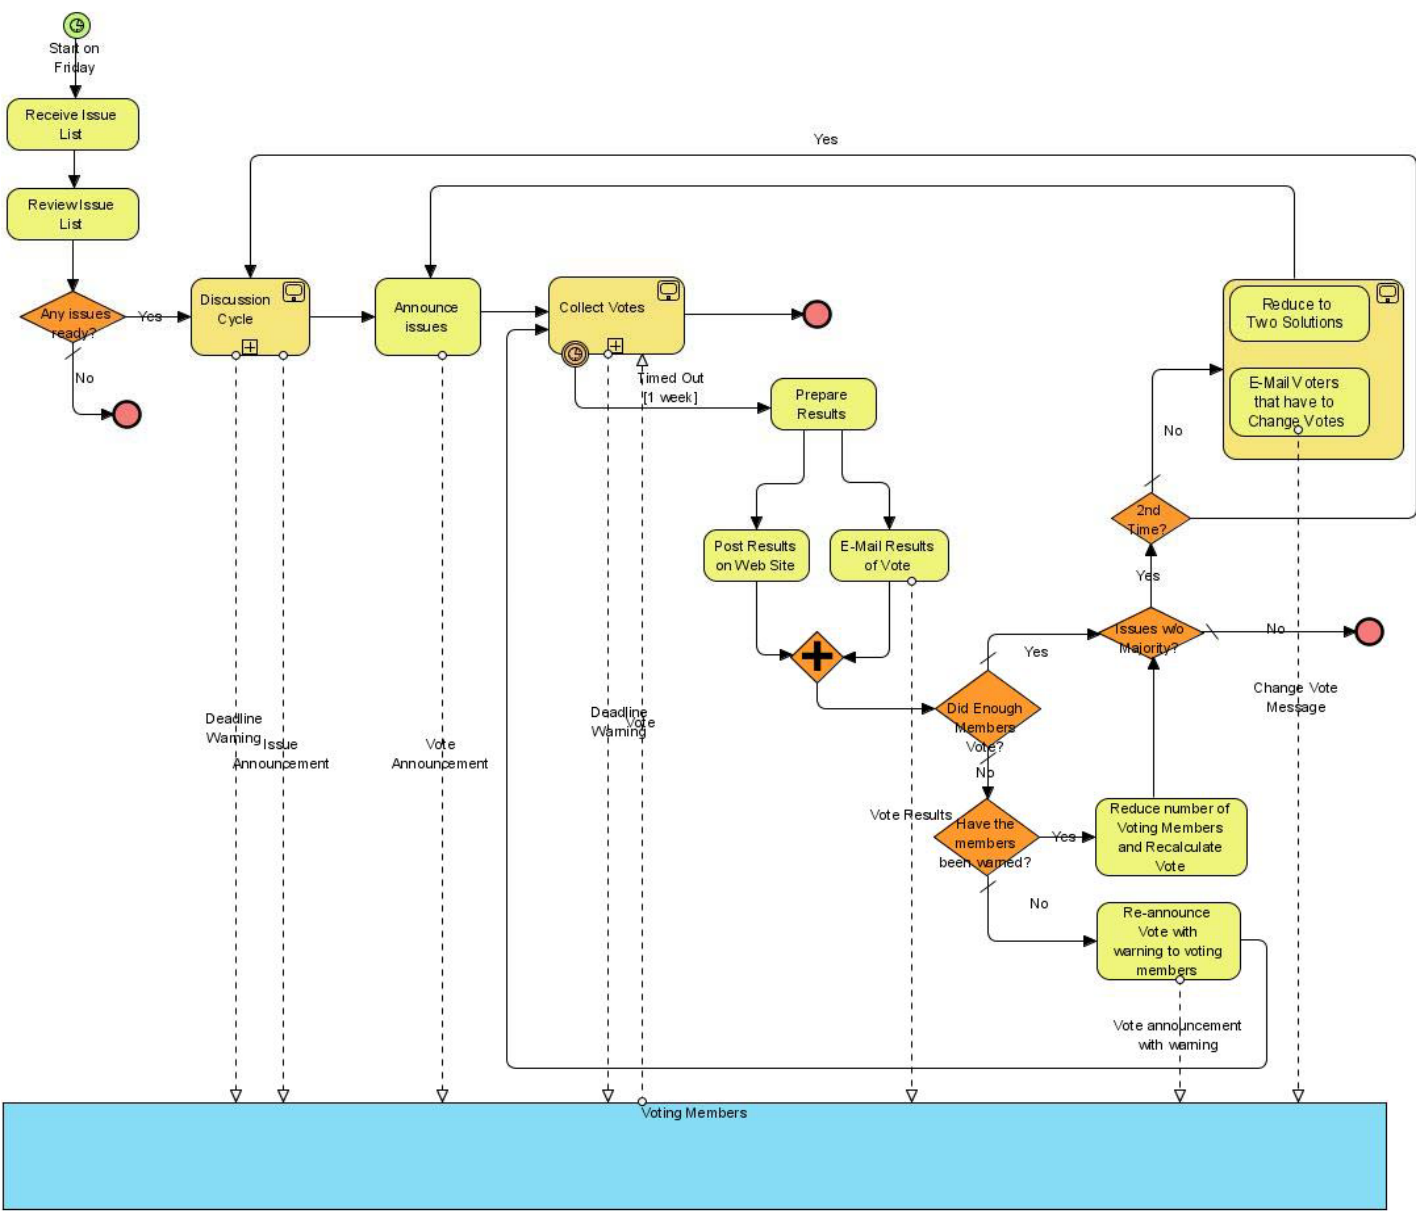 Start on
Friday
Receive Issue
List
Review Issue
List
Any issues
ready?
Yes
No
Yes
Discussion
Cycle
Announce
issues
Collect Votes
Timed Out
[1 week]
Prepare
Results
Post Results
on Web Site
E-Mail Results
of Vote
Did Enough
Members
Vote?
Yes
No
Have the
members
been warned?
Yes
No
Reduce number of
Voting Members
and Recalculate
Vote
Re-announce
Vote with
warning to voting
members
Issues w/o
Majority?
Yes
No
2nd
Time?
No
Reduce to
Two Solutions
E-Mail Voters
that have to
Change Votes
Deadline
Warning
Issue
Announcement
Vote
Announcement
Deadline
Warning
Vote
Vote Results
Change Vote
Message
Vote announcement
with warning
Voting Members